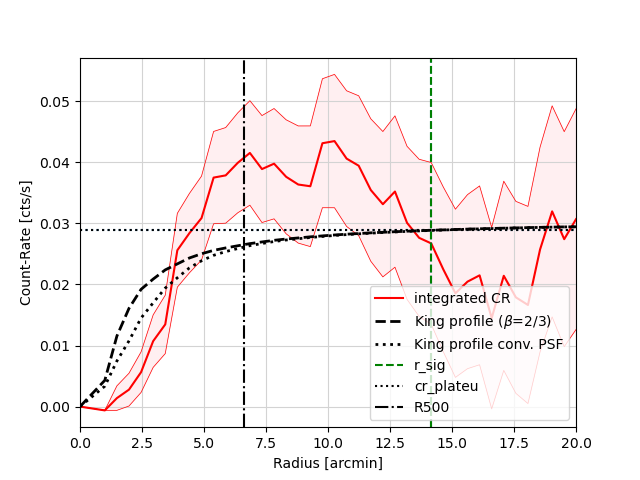 0.05
0.04
0.03
0.02
0.01
0.00
Count-Rate [cts/s]
integrated CR
King profile (β=2/3)
King profile conv. PSF
r_sig
cr_plateu
R500
0.0 2.5 5.0 7.5 10.0 12.5 15.0 17.5 20.0
Radius [arcmin]